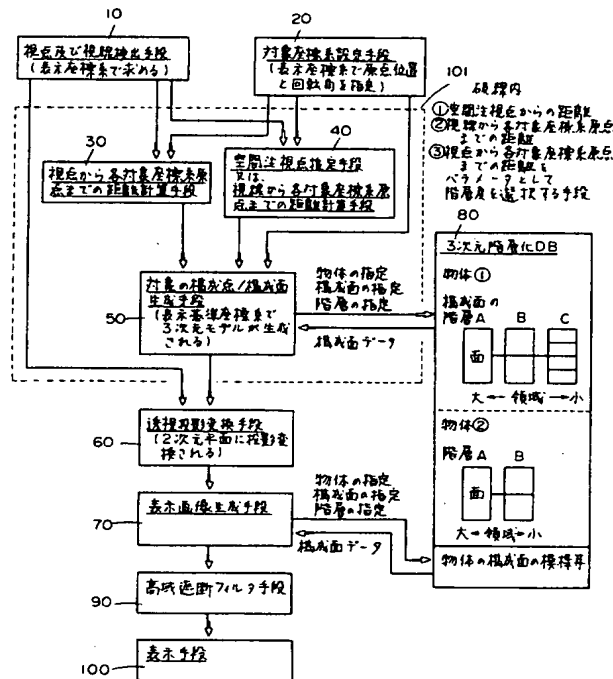 10
視点及び視線検出手段
(表示座標系で求める)
20
対象座標系設定手段
(表示座標系で原点位置
と回転角を指定)
101
破線内
①空間注視点からの距離
②視線から各対象座標系原点
までの距離
③視点から各対象座標系原点
までの距離を
パラメータとして
階層度を選択する手段
30
視点から各対象座標系原
点までの距離計算手段
40
空間注視点指定手段
又は、
視線から各対象座標系原
点までの距離計算手段
50
対象の構成点/構成面
生成手段
(表示基準座標系で
3次元モデルが生成
される)
物体の指定
構成面の指定
階層の指定
構成面データ
80
3次元階層化DB
物体①
構成面の
階層A B C
面
大←領域→小
物体②
階層A B
面
大←領域→小
物体の構成面の模様等
60
透視投影変換手段
(2次元平面に投影変
換される)
70
表示画像生成手段
物体の指定
構成面の指定
階層の指定
構成面データ
90
高域遮断フィルタ手段
100
表示手段